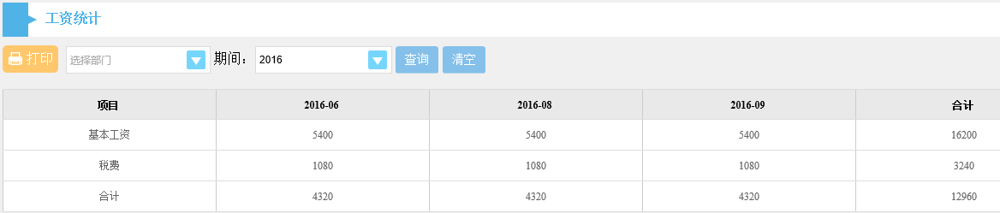 工资统计
打印 选择部门 期间： 2016 查询 清空
项目 2016-06 2016-08 2016-09 合计
基本工资 5400 5400 5400 16200
税费 1080 1080 1080 3240
合计 4320 4320 4320 12960